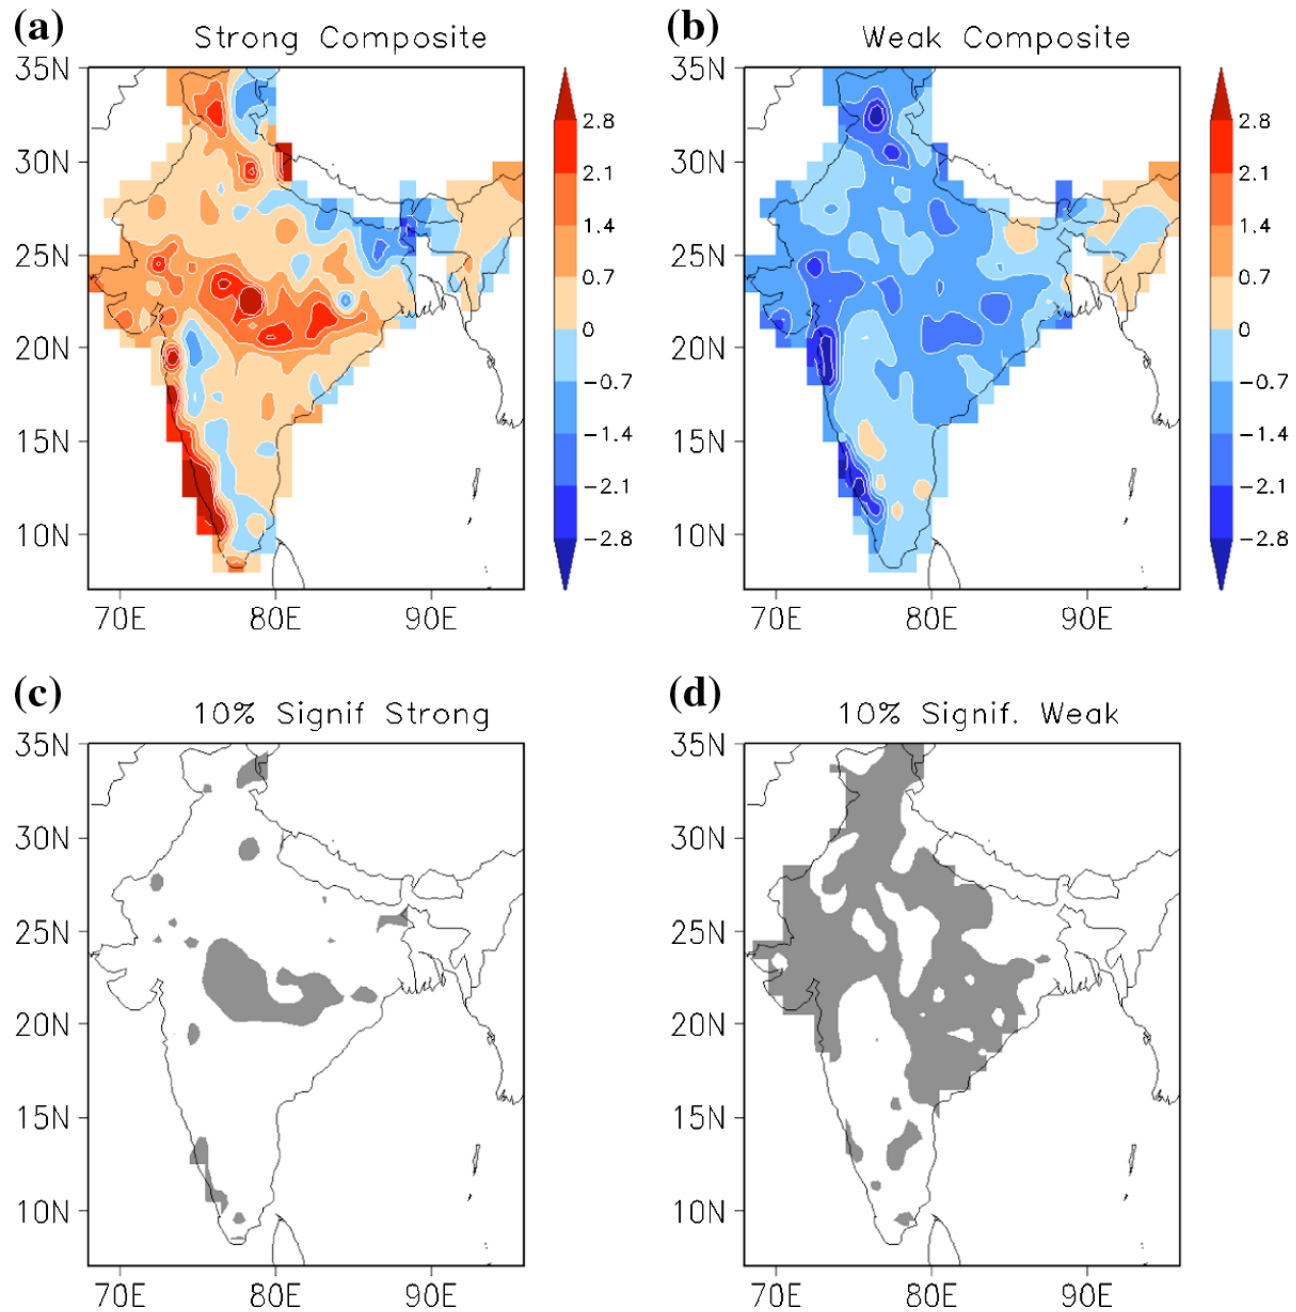 (a) Strong Composite
35N
30N
25N
20N
15N
10N
70E 80E 90E
2.8
2.1
1.4
0.7
0
−0.7
−1.4
−2.1
−2.8
(b) Weak Composite
35N
30N
25N
20N
15N
10N
70E 80E 90E
2.8
2.1
1.4
0.7
0
−0.7
−1.4
−2.1
−2.8
(c) 10% Signif Strong
35N
30N
25N
20N
15N
10N
70E 80E 90E
(d) 10% Signif. Weak
35N
30N
25N
20N
15N
10N
70E 80E 90E